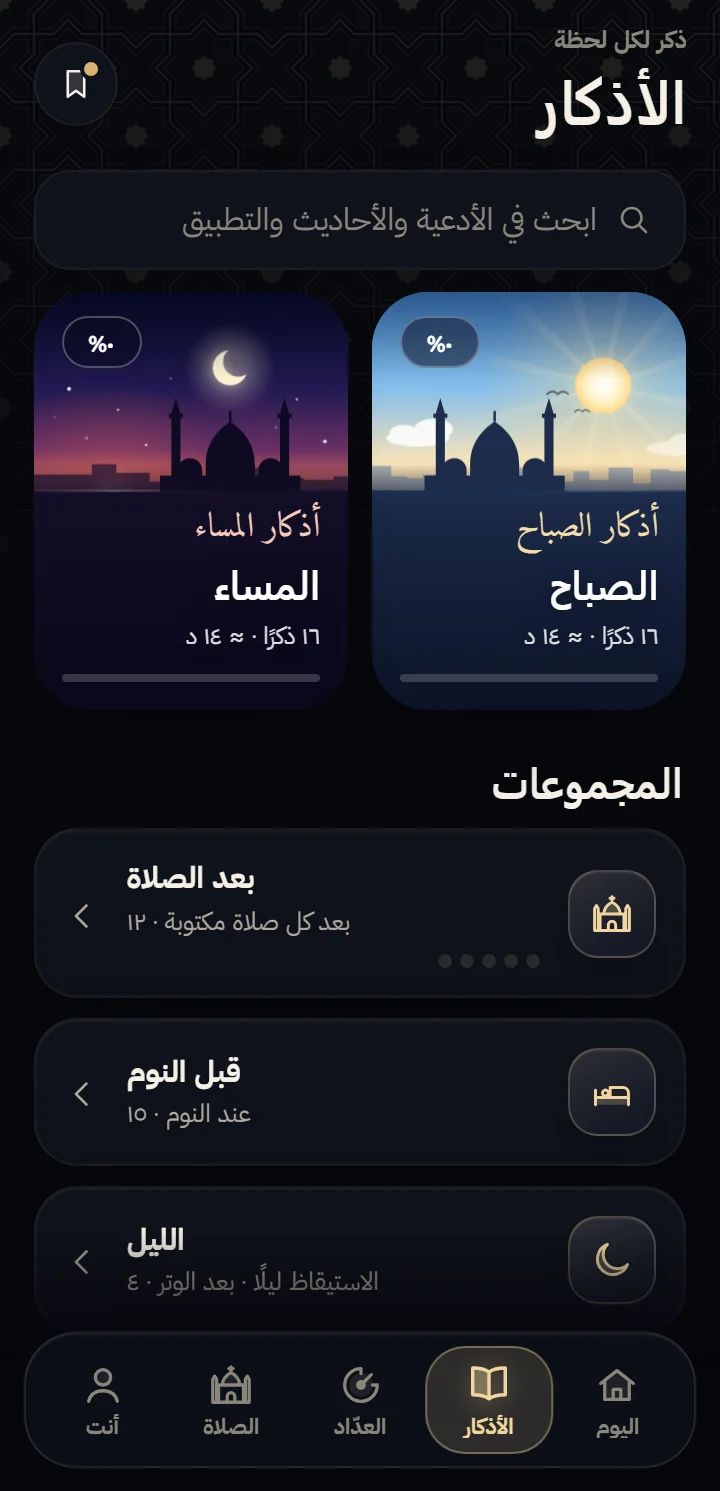 ذكر لكل لحظة
الأذكار
ابحث في الأدعية والأحاديث والتطبيق
٠%
٠%
أذكار الصباح
الصباح
١٦ ذكرًا · ≈ ١٤ د
أذكار المساء
المساء
١٦ ذكرًا · ≈ ١٤ د
المجموعات
بعد الصلاة
بعد كل صلاة مكتوبة · ١٢
قبل النوم
عند النوم · ١٥
الليل
الاستيقاظ ليلًا · بعد الوتر · ٤
اليوم
الأذكار
العدّاد
الصلاة
أنت